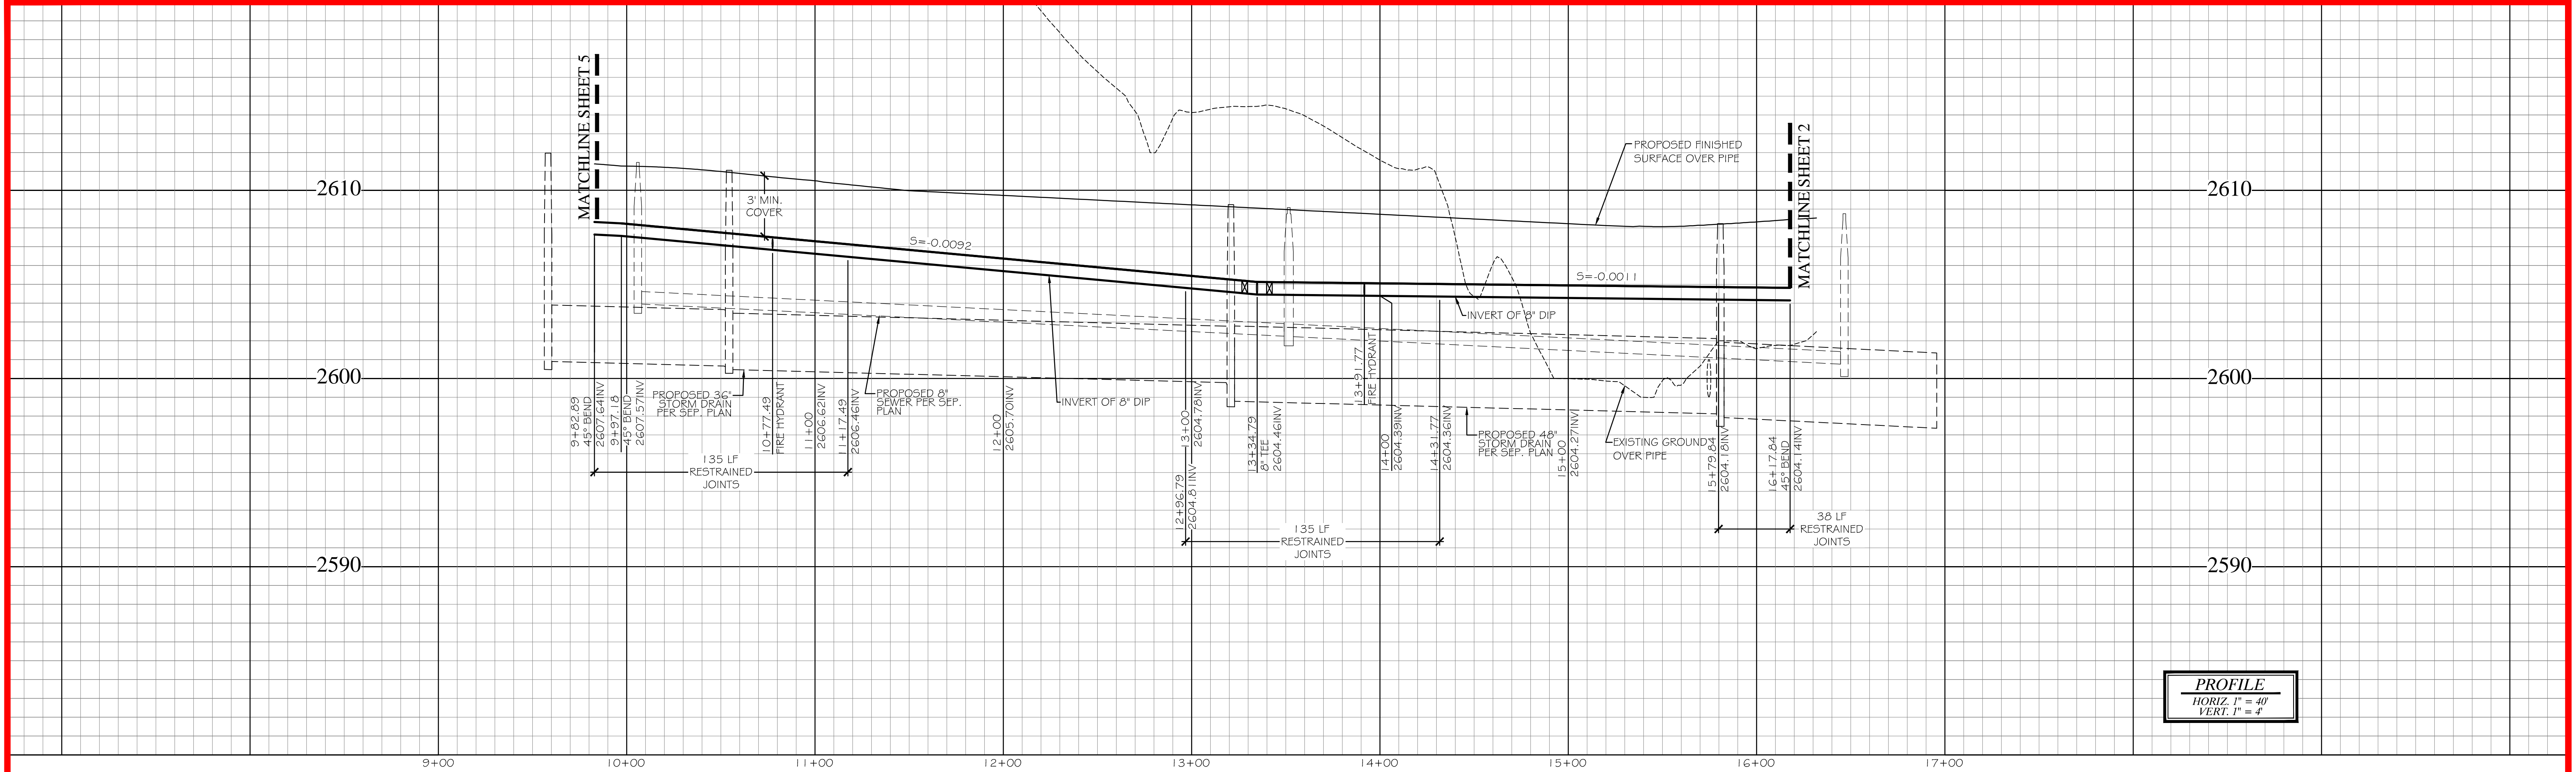 MATCHLINE SHEET 5
MATCHLINE SHEET 2
PROPOSED FINISHED
SURFACE OVER PIPE
2610
2610
3' MIN.
COVER
S=-0.0092
S=-0.0011
INVERT OF 8" DIP
2600
2600
PROPOSED 36"
STORM DRAIN
PER SEP. PLAN
PROPOSED 8"
SEWER PER SEP.
PLAN
INVERT OF 8" DIP
9+82.89
45° BEND
2607.64INV
9+97.18
45° BEND
2607.57INV
10+77.49
FIRE HYDRANT
11+00
2606.62INV
11+17.49
2606.46INV
12+00
2605.70INV
12+96.79
2604.81INV
13+00
2604.78INV
13+34.79
8" TEE
2604.46INV
13+91.77
FIRE HYDRANT
14+00
2604.39INV
14+31.77
2604.36INV
PROPOSED 48"
STORM DRAIN
PER SEP. PLAN
15+00
2604.27INV
EXISTING GROUND
OVER PIPE
15+79.84
2604.18INV
16+17.84
45° BEND
2604.14INV
135 LF
RESTRAINED
JOINTS
135 LF
RESTRAINED
JOINTS
38 LF
RESTRAINED
JOINTS
2590
2590
PROFILE
HORIZ. 1" = 40'
VERT. 1" = 4'
9+00
10+00
11+00
12+00
13+00
14+00
15+00
16+00
17+00